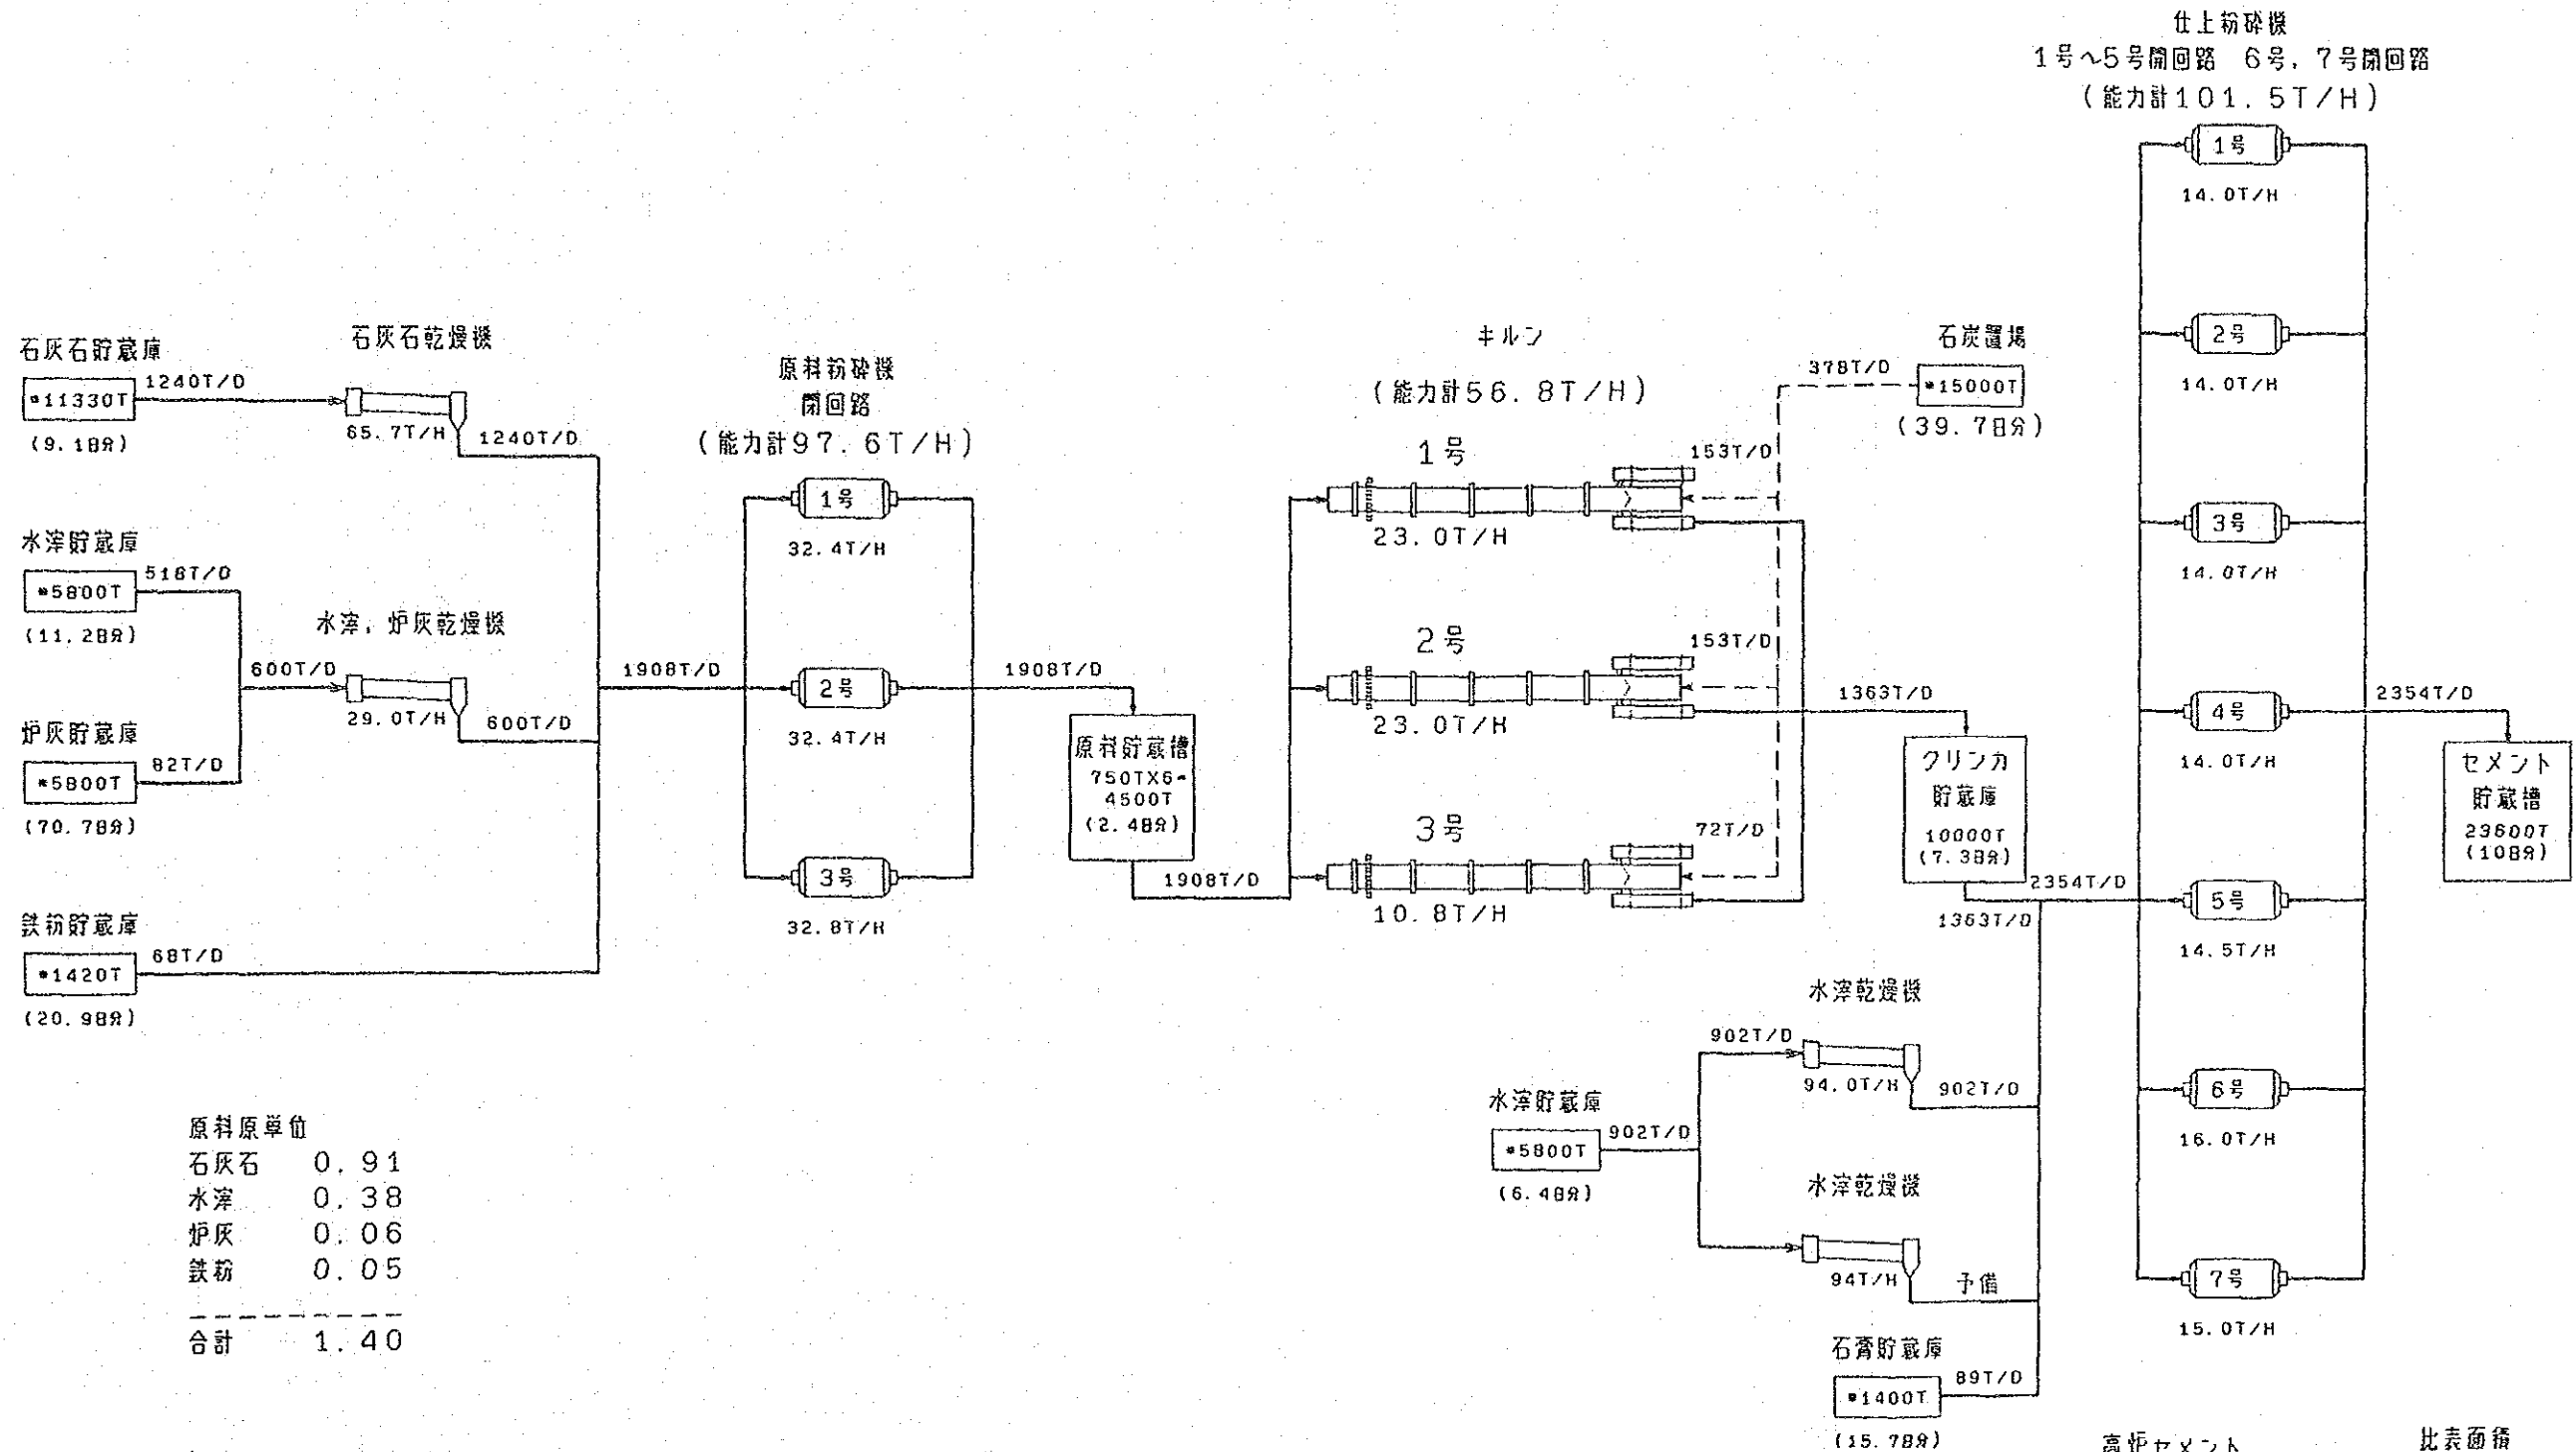 仕上粉砕機
1号~5号開回路 6号,7号閉回路
(能力計101.5T/H)
1号
14.0T/H
2号
14.0T/H
3号
14.0T/H
4号
14.0T/H
5号
14.5T/H
6号
16.0T/H
7号
15.0T/H
石灰石貯蔵庫
*11330T
(9.1日分)
1240T/D
石灰石乾燥機
65.7T/H
1240T/D
水滓貯蔵庫
*5800T
(11.2日分)
518T/D
炉灰貯蔵庫
*5800T
(70.7日分)
82T/D
600T/D
水滓,炉灰乾燥機
29.0T/H
600T/D
鉄粉貯蔵庫
*1420T
(20.9日分)
68T/D
1908T/D
原料粉砕機
閉回路
(能力計97.6T/H)
1号
32.4T/H
2号
32.4T/H
3号
32.8T/H
1908T/D
原料貯蔵槽
750TX6=
4500T
(2.4日分)
1908T/D
キルン
(能力計56.8T/H)
1号
23.0T/H
153T/D
2号
23.0T/H
153T/D
3号
10.8T/H
72T/D
石炭置場
*15000T
(39.7日分)
378T/D
1363T/D
クリンカ
貯蔵庫
10000T
(7.3日分)
1363T/D
2354T/D
2354T/D
セメント
貯蔵槽
23600T
(10日分)
水滓貯蔵庫
*5800T
(6.4日分)
902T/D
水滓乾燥機
902T/D
94.0T/H
902T/D
水滓乾燥機
94T/H
予備
石膏貯蔵庫
*1400T
(15.7日分)
89T/D
原料原単位
石灰石 0.91
水滓 0.38
炉灰 0.06
鉄粉 0.05
合計 1.40
高炉セメント
比表面積